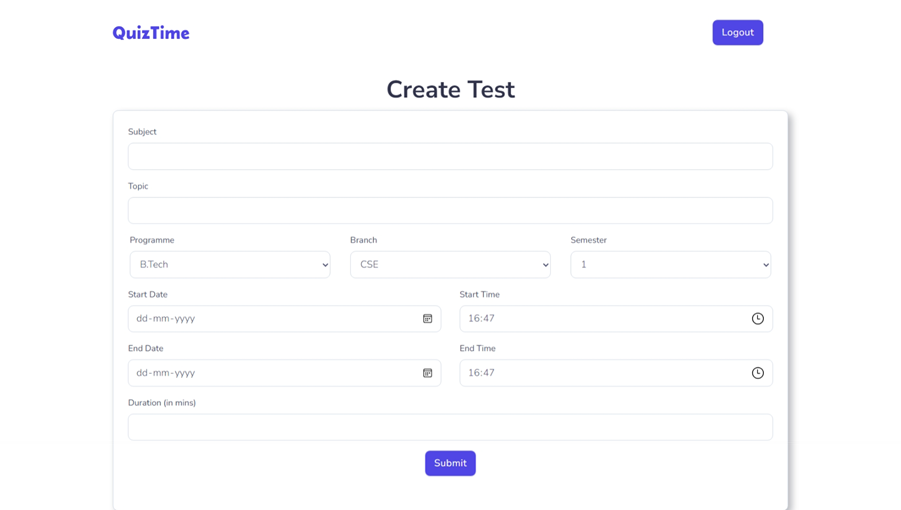 QuizTime Logout
Create Test
Subject
Topic
Programme Branch Semester
B.Tech CSE 1
Start Date Start Time
dd-mm-yyyy 16:47
End Date End Time
dd-mm-yyyy 16:47
Duration (in mins)
Submit